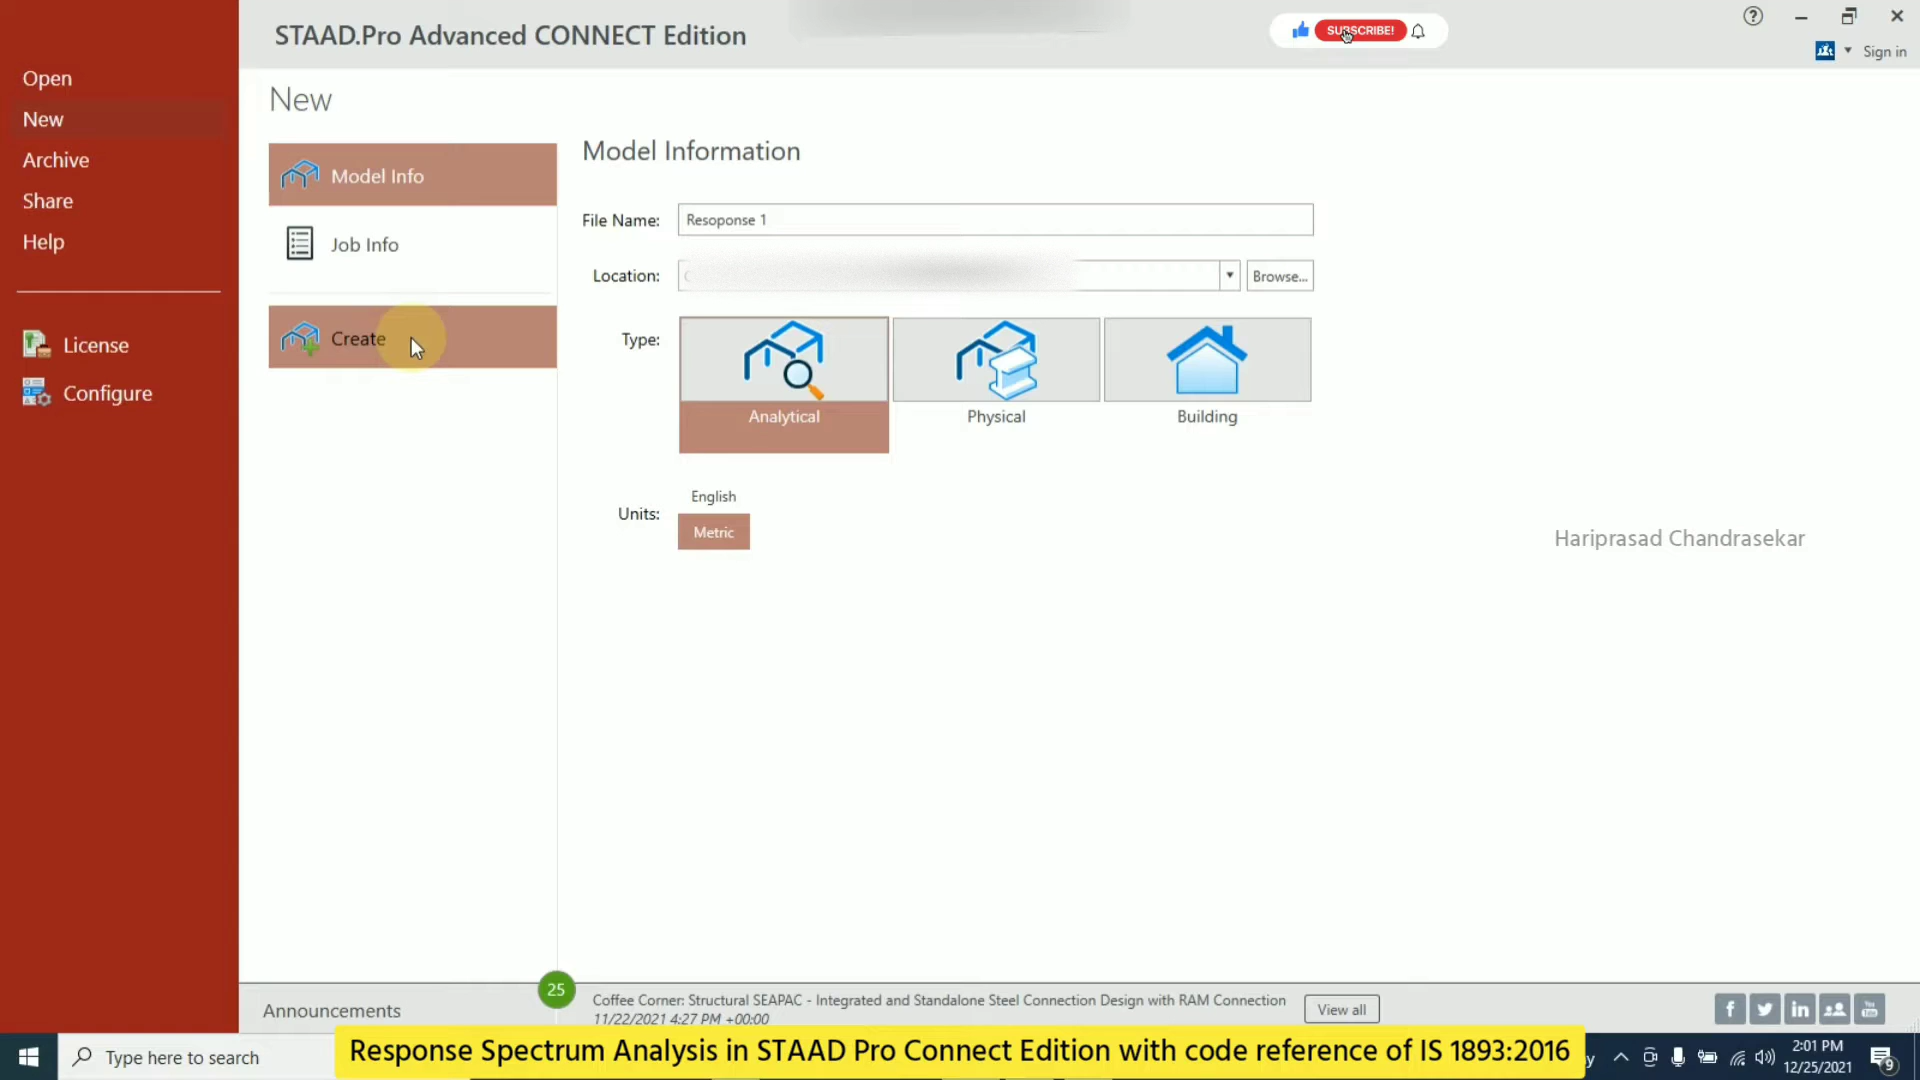 STAAD.Pro Advanced CONNECT Edition
SUBSCRIBE!
Sign in
Open
New
Archive
Share
Help
License
Configure
New
Model Info
Job Info
Create
Model Information
File Name:
Resoponse 1
Location:
Browse...
Type:
Analytical
Physical
Building
Units:
English
Metric
Hariprasad Chandrasekar
Announcements
25
Coffee Corner: Structural SEAPAC - Integrated and Standalone Steel Connection Design with RAM Connection
11/22/2021 4:27 PM +00:00
View all
Type here to search
Response Spectrum Analysis in STAAD Pro Connect Edition with code reference of IS 1893:2016
2:01 PM
12/25/2021
9